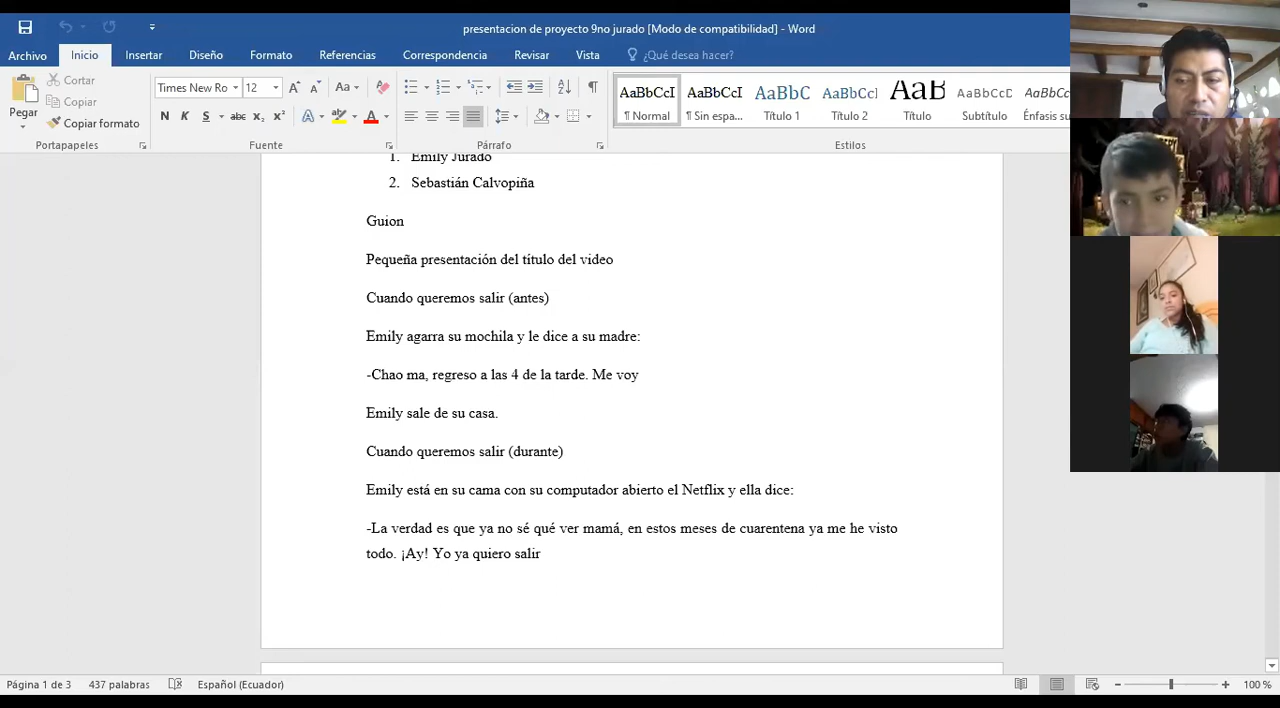 presentacion de proyecto 9no jurado [Modo de compatibilidad] - Word
Archivo Inicio Insertar Diseño Formato Referencias Correspondencia Revisar Vista ¿Qué desea hacer?
Pegar
Cortar
Copiar
Copiar formato
Portapapeles
Times New Ro 12
N K S abc x₂ x²
Fuente
Párrafo
AaBbCcI AaBbCcI AaBbC AaBbCcI AaB AaBbCcD AaBbCc
¶ Normal ¶ Sin espa... Título 1 Título 2 Título Subtítulo Énfasis su
Estilos
1. Emily Jurado
2. Sebastián Calvopiña
Guion
Pequeña presentación del título del video
Cuando queremos salir (antes)
Emily agarra su mochila y le dice a su madre:
-Chao ma, regreso a las 4 de la tarde. Me voy
Emily sale de su casa.
Cuando queremos salir (durante)
Emily está en su cama con su computador abierto el Netflix y ella dice:
-La verdad es que ya no sé qué ver mamá, en estos meses de cuarentena ya me he visto
todo. ¡Ay! Yo ya quiero salir
Página 1 de 3 437 palabras Español (Ecuador) 100 %